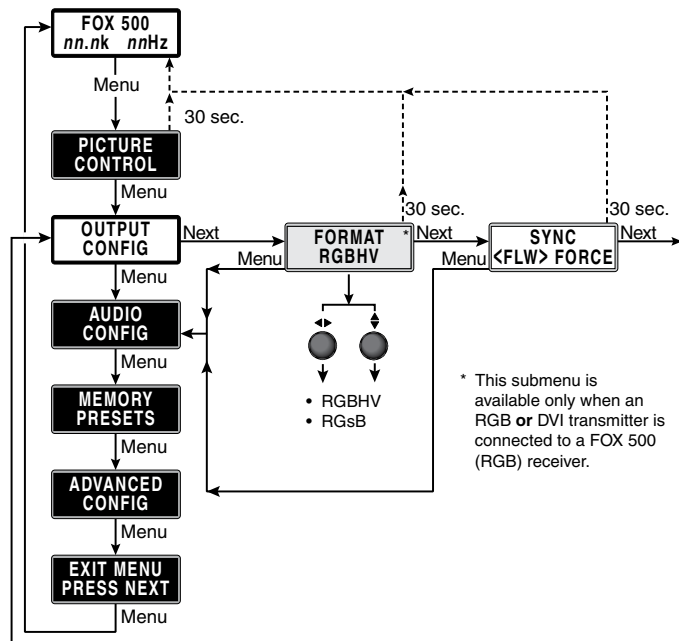 FOX 500
nn.nk nnHz
Menu
30 sec.
PICTURE
CONTROL
Menu
30 sec.
30 sec.
OUTPUT
CONFIG
Next
FORMAT *
RGBHV
Next
SYNC
<FLW> FORCE
Next
Menu
Menu
Menu
AUDIO
CONFIG
Menu
MEMORY
PRESETS
Menu
ADVANCED
CONFIG
Menu
EXIT MENU
PRESS NEXT
Menu
• RGBHV
• RGsB
* This submenu is
available only when an
RGB or DVI transmitter is
connected to a FOX 500
(RGB) receiver.